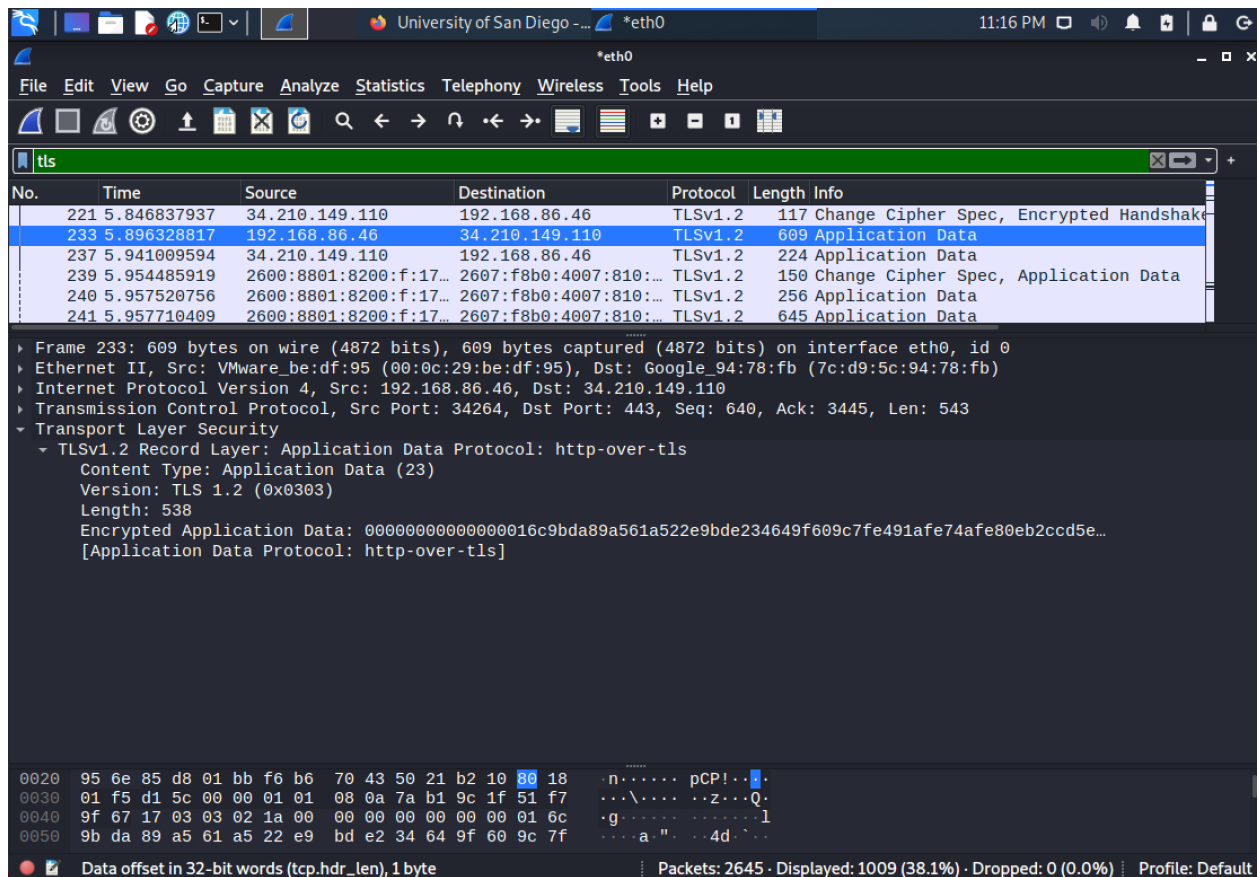 University of San Diego -... *eth0 11:16 PM
*eth0
File Edit View Go Capture Analyze Statistics Telephony Wireless Tools Help
tls
No. Time Source Destination Protocol Length Info
221 5.846837937 34.210.149.110 192.168.86.46 TLSv1.2 117 Change Cipher Spec, Encrypted Handshake
233 5.896328817 192.168.86.46 34.210.149.110 TLSv1.2 609 Application Data
237 5.941009594 34.210.149.110 192.168.86.46 TLSv1.2 224 Application Data
239 5.954485919 2600:8801:8200:f:17… 2607:f8b0:4007:810:… TLSv1.2 150 Change Cipher Spec, Application Data
240 5.957520756 2600:8801:8200:f:17… 2607:f8b0:4007:810:… TLSv1.2 256 Application Data
241 5.957710409 2600:8801:8200:f:17… 2607:f8b0:4007:810:… TLSv1.2 645 Application Data
Frame 233: 609 bytes on wire (4872 bits), 609 bytes captured (4872 bits) on interface eth0, id 0
Ethernet II, Src: VMware_be:df:95 (00:0c:29:be:df:95), Dst: Google_94:78:fb (7c:d9:5c:94:78:fb)
Internet Protocol Version 4, Src: 192.168.86.46, Dst: 34.210.149.110
Transmission Control Protocol, Src Port: 34264, Dst Port: 443, Seq: 640, Ack: 3445, Len: 543
Transport Layer Security
TLSv1.2 Record Layer: Application Data Protocol: http-over-tls
Content Type: Application Data (23)
Version: TLS 1.2 (0x0303)
Length: 538
Encrypted Application Data: 00000000000000016c9bda89a561a522e9bde234649f609c7fe491afe74afe80eb2ccd5e…
[Application Data Protocol: http-over-tls]
0020 95 6e 85 d8 01 bb f6 b6 70 43 50 21 b2 10 80 18 ·n······ pCP!····
0030 01 f5 d1 5c 00 00 01 01 08 0a 7a b1 9c 1f 51 f7 ···\···· ··z···Q·
0040 9f 67 17 03 03 02 1a 00 00 00 00 00 00 00 01 6c ·g······ ·······l
0050 9b da 89 a5 61 a5 22 e9 bd e2 34 64 9f 60 9c 7f ····a·"· ··4d·`··
Data offset in 32-bit words (tcp.hdr_len), 1 byte Packets: 2645 · Displayed: 1009 (38.1%) · Dropped: 0 (0.0%) Profile: Default